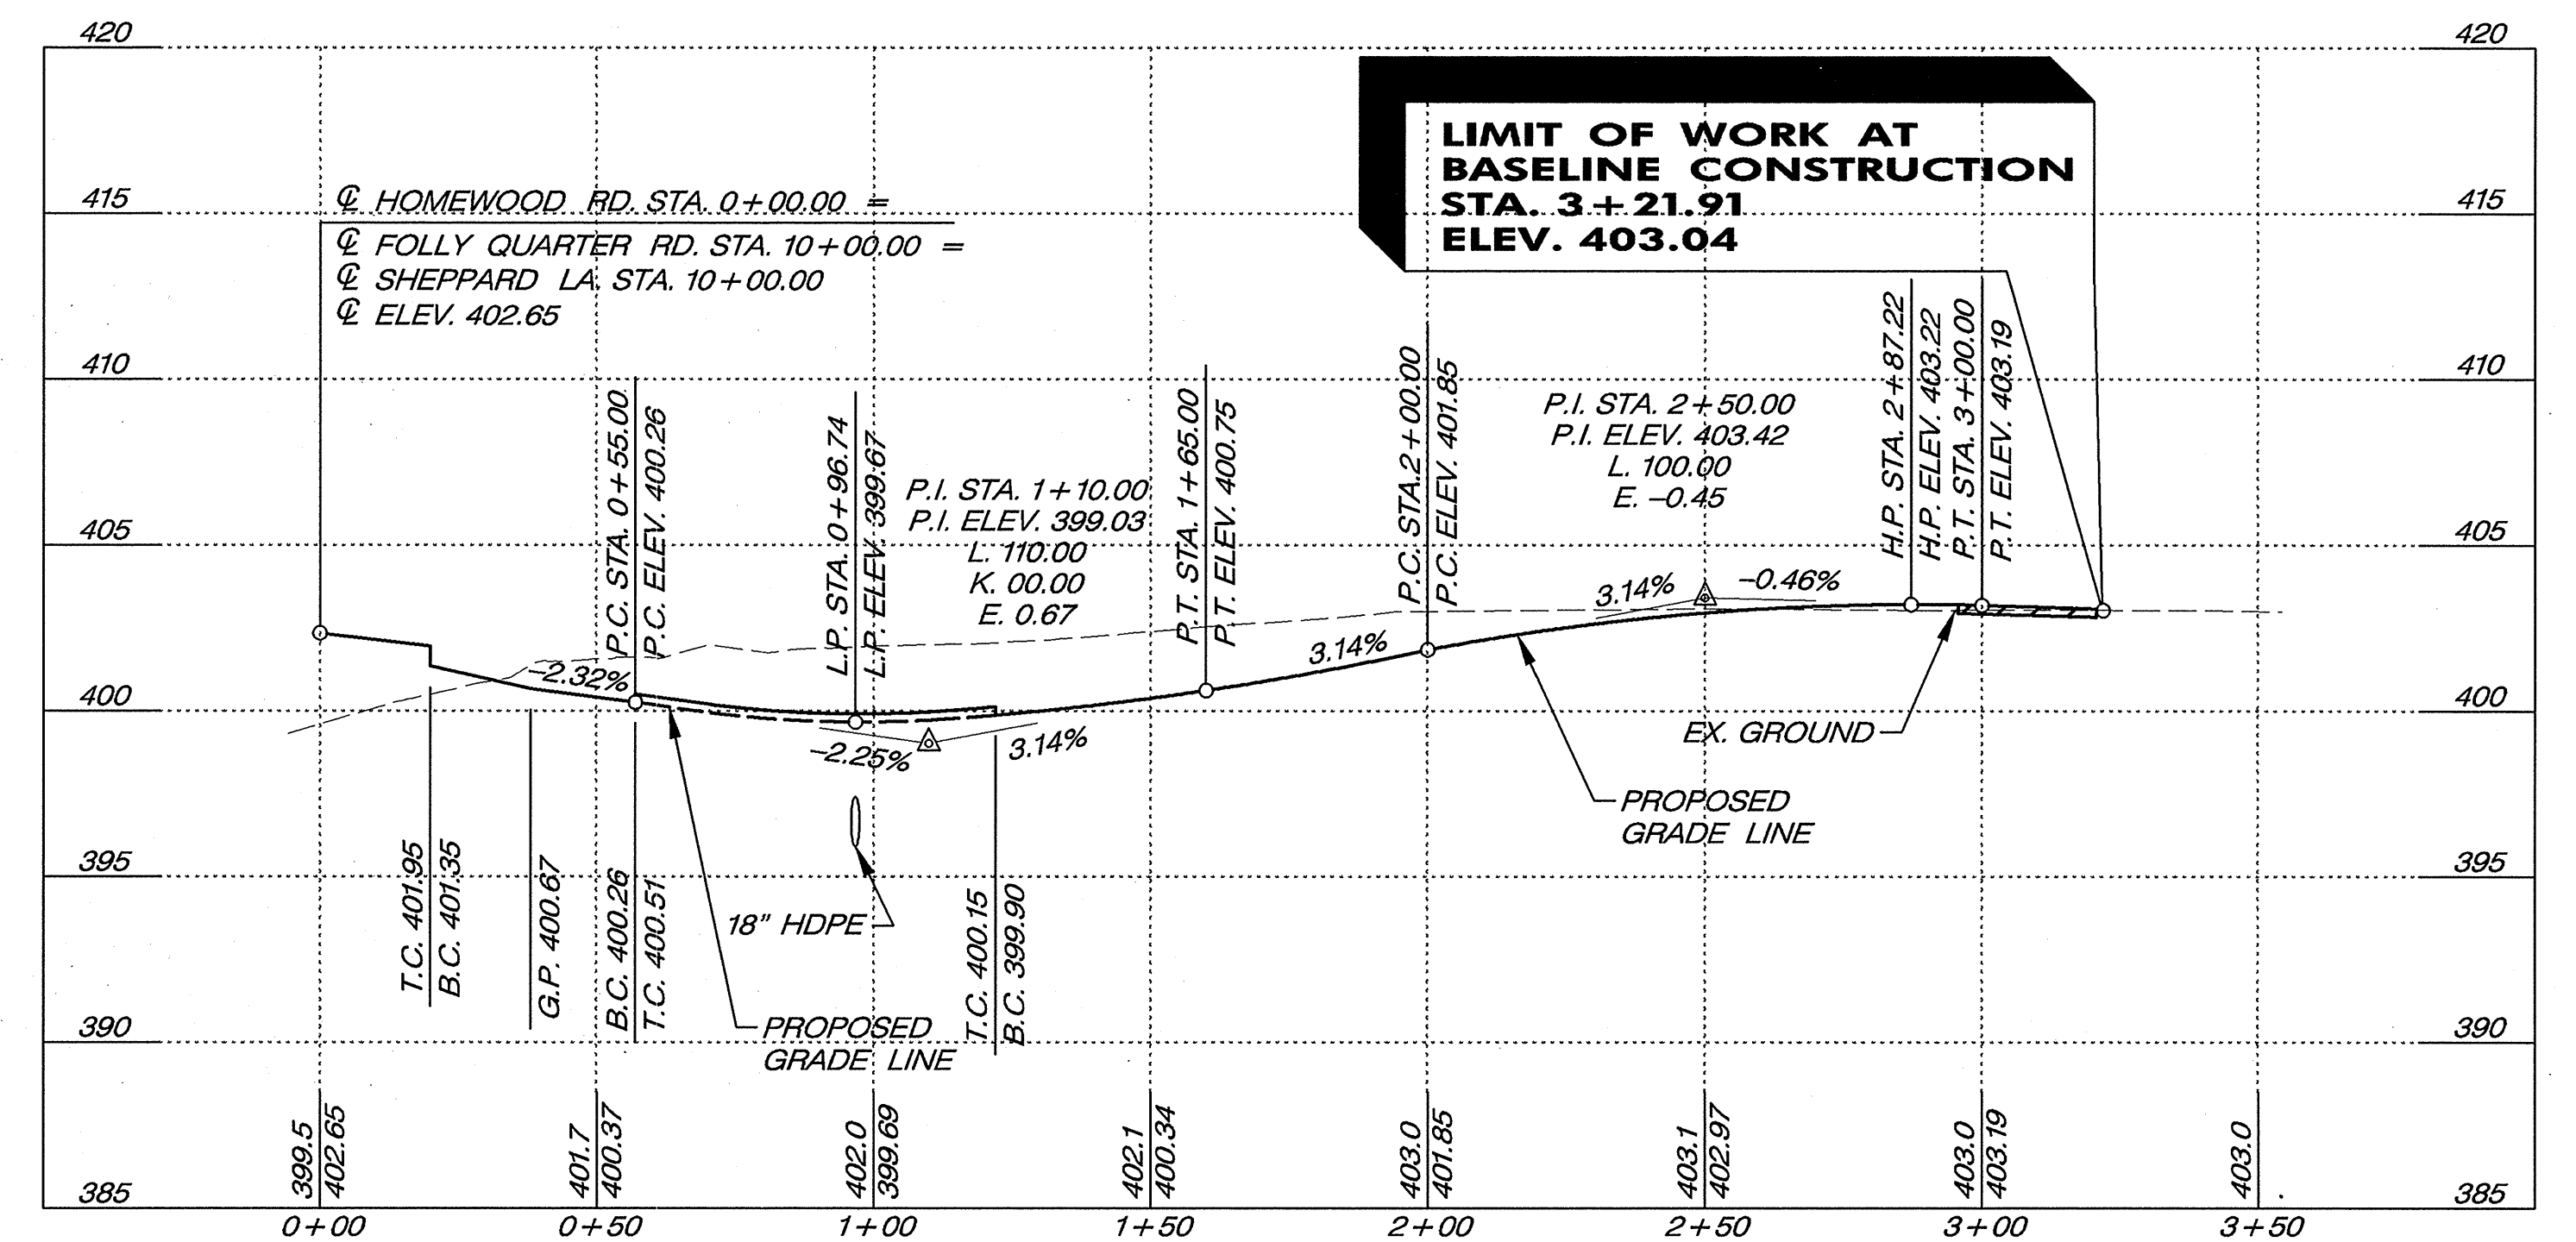 420
420
LIMIT OF WORK AT
BASELINE CONSTRUCTION
STA. 3+21.91
ELEV. 403.04
415
415
℄ HOMEWOOD RD. STA. 0+00.00 =
℄ FOLLY QUARTER RD. STA. 10+00.00 =
℄ SHEPPARD LA. STA. 10+00.00
℄ ELEV. 402.65
410
410
P.C. STA. 0+55.00
P.C. ELEV. 400.26
L.P. STA. 0+96.74
L.P. ELEV. 399.67
P.I. STA. 1+10.00
P.I. ELEV. 399.03
L. 110.00
K. 00.00
E. 0.67
P.T. STA. 1+65.00
P.T. ELEV. 400.75
P.C. STA.2+00.00
P.C. ELEV. 401.85
P.I. STA. 2+50.00
P.I. ELEV. 403.42
L. 100.00
E. –0.45
H.P. STA. 2+87.22
H.P. ELEV. 403.22
P.T. STA. 3+00.00
P.T. ELEV. 403.19
405
405
3.14%
–0.46%
3.14%
–2.32%
400
400
–2.25%
3.14%
EX. GROUND
PROPOSED
GRADE LINE
395
395
T.C. 401.95
B.C. 401.35
G.P. 400.67
B.C. 400.26
T.C. 400.51
18" HDPE
T.C. 400.15
B.C. 399.90
PROPOSED
GRADE LINE
390
390
399.5
402.65
401.7
400.37
402.0
399.69
402.1
400.34
403.0
401.85
403.1
402.97
403.0
403.19
403.0
385
385
0+00
0+50
1+00
1+50
2+00
2+50
3+00
3+50